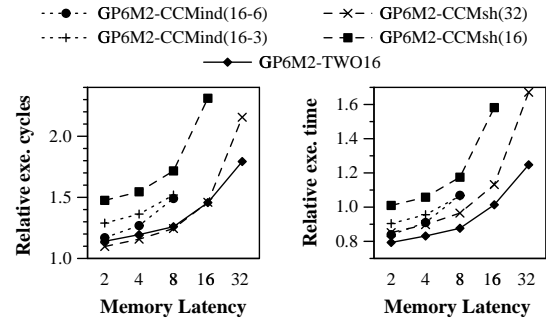 GP6M2-CCMind(16-6) GP6M2-CCMsh(32)
GP6M2-CCMind(16-3) GP6M2-CCMsh(16)
GP6M2-TWO16
Relative exe. cycles
2.0
1.5
1.0
2 4 8 16 32
Memory Latency
Relative exe. time
1.6
1.4
1.2
1.0
0.8
2 4 8 16 32
Memory Latency